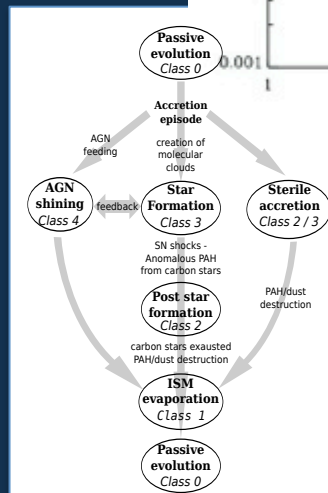 Passive
evolution
Class 0
0.001
1
Accretion
episode
AGN
feeding
creation of
molecular
clouds
AGN
shining
Class 4
feedback
Star
Formation
Class 3
Sterile
accretion
Class 2 / 3
SN shocks -
Anomalous PAH
from carbon stars
PAH/dust
destruction
Post star
formation
Class 2
carbon stars exausted
PAH/dust destruction
ISM
evaporation
Class 1
Passive
evolution
Class 0